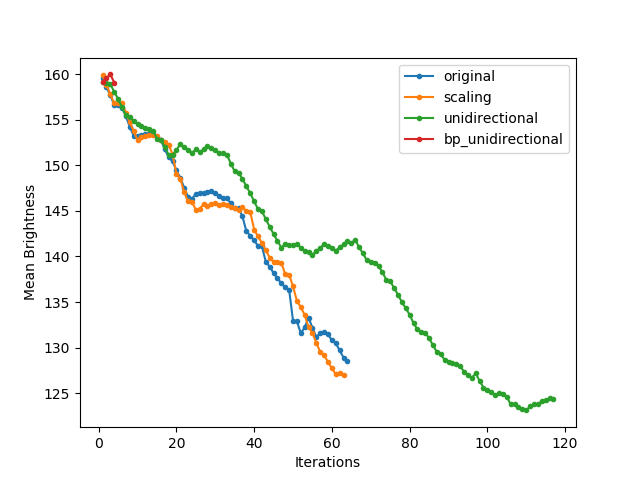 160
155
150
145
140
135
130
125
0 20 40 60 80 100 120
Mean Brightness
Iterations
original
scaling
unidirectional
bp_unidirectional